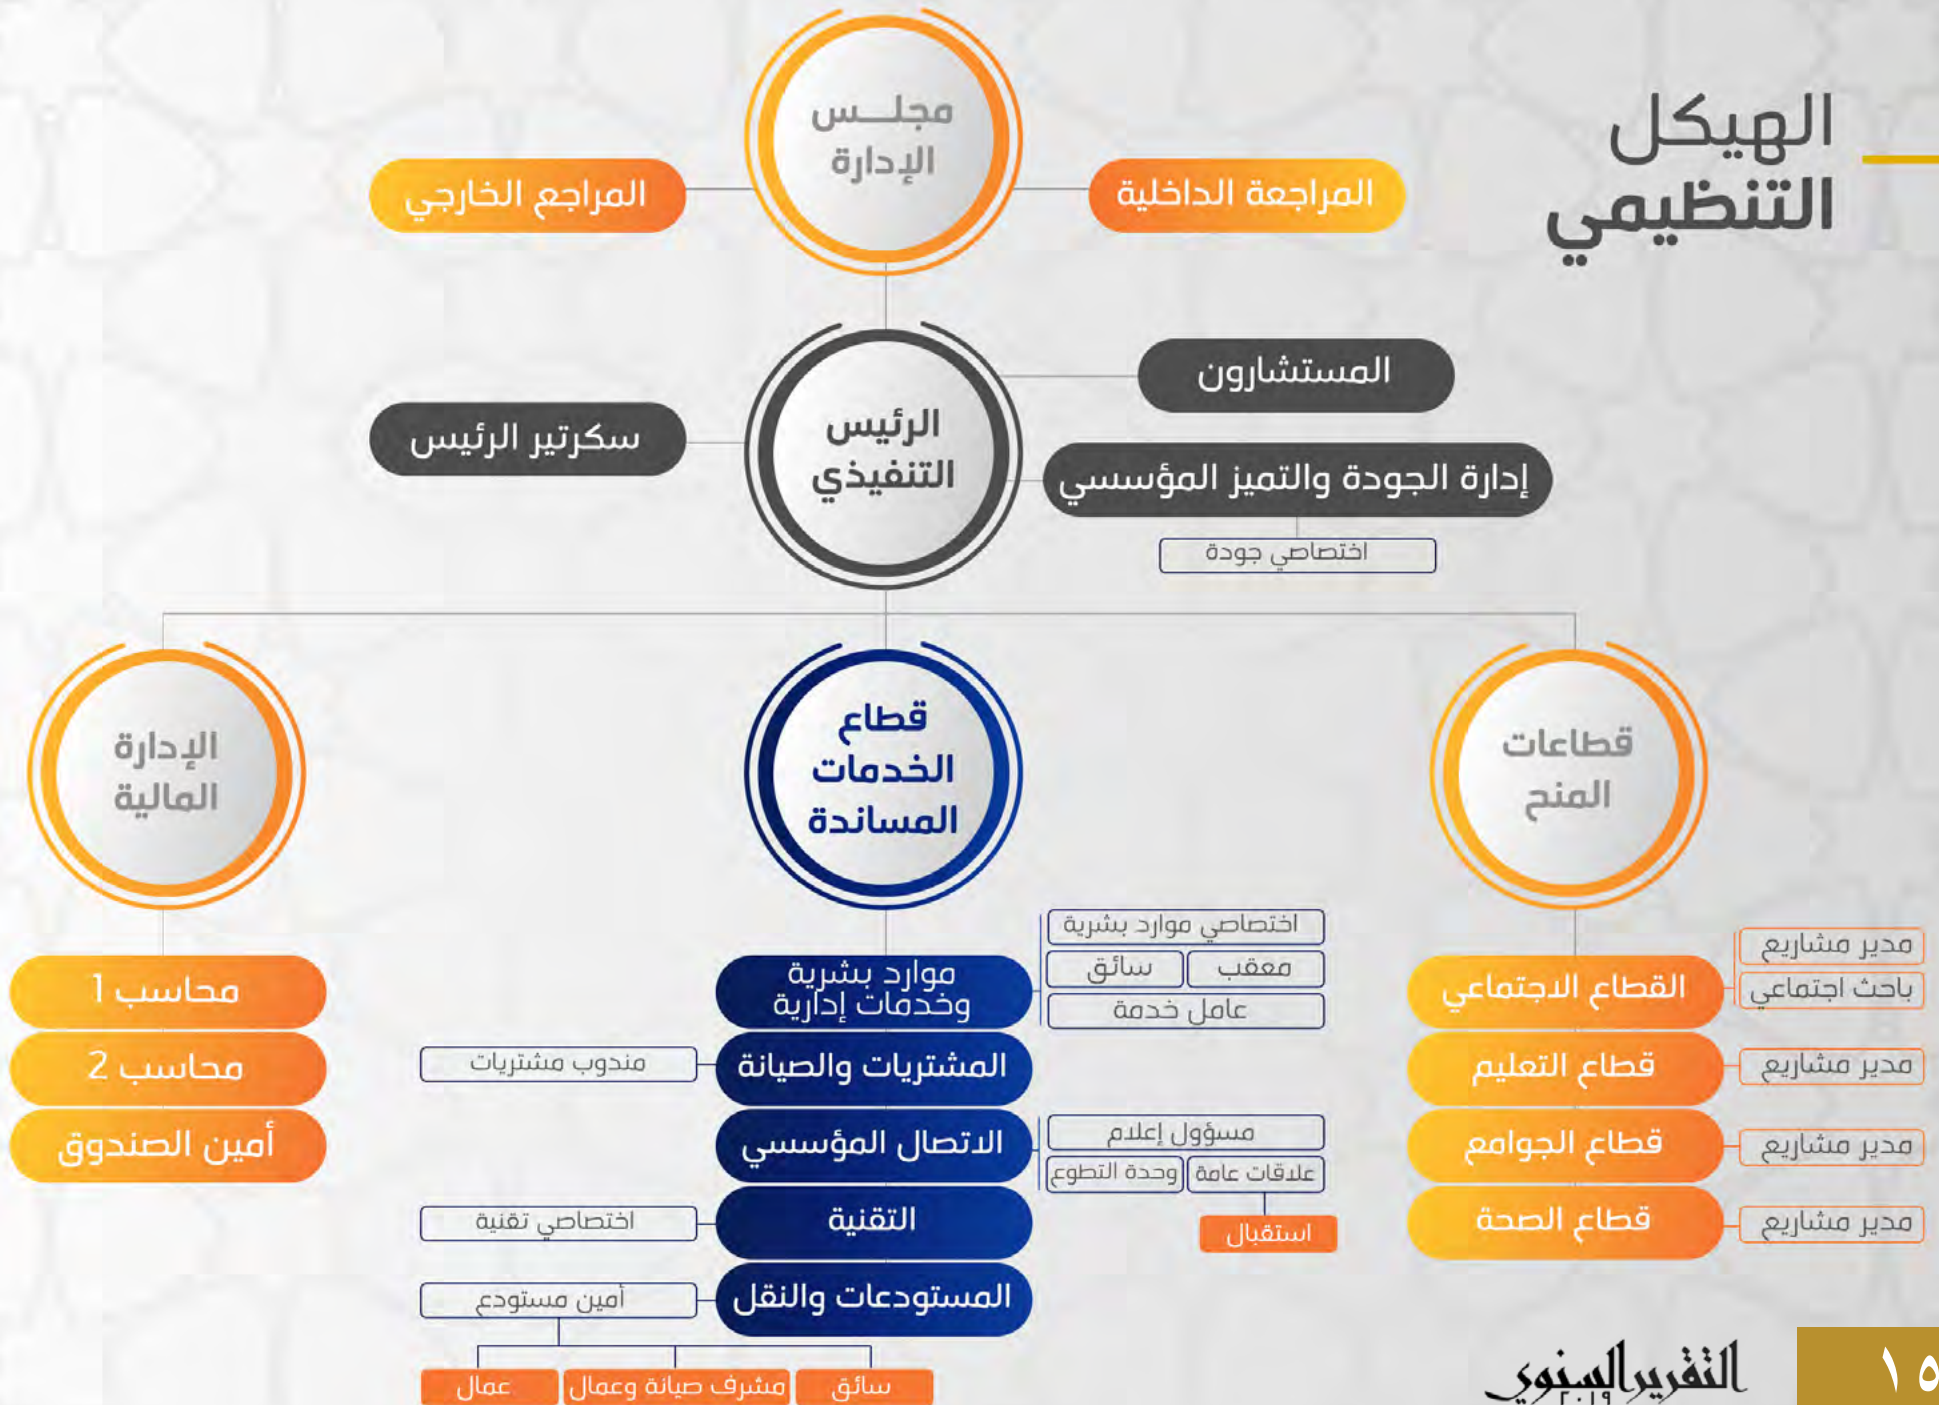 الهيكل
التنظيمي
مجلـــس
الإدارة
المراجعة الداخلية
المراجع الخارجي
الرئيس
التنفيذي
المستشارون
سكرتير الرئيس
إدارة الجودة والتميز المؤسسي
اختصاصي جودة
قطاعات
المنح
مدير مشاريع
القطاع الاجتماعي
باحث اجتماعي
قطاع التعليم
مدير مشاريع
قطاع الجوامع
مدير مشاريع
قطاع الصحة
مدير مشاريع
قطاع
الخدمات
المساندة
موارد بشرية
وخدمات إدارية
اختصاصي موارد بشرية
معقب
سائق
عامل خدمة
المشتريات والصيانة
مندوب مشتريات
الاتصال المؤسسي
مسؤول إعلام
علاقات عامة
وحدة التطوع
استقبال
التقنية
اختصاصي تقنية
المستودعات والنقل
أمين مستودع
سائق
مشرف صيانة وعمال
عمال
الإدارة
المالية
محاسب 1
محاسب 2
أمين الصندوق
التقرير السنوي
٢٠١٩
١٥